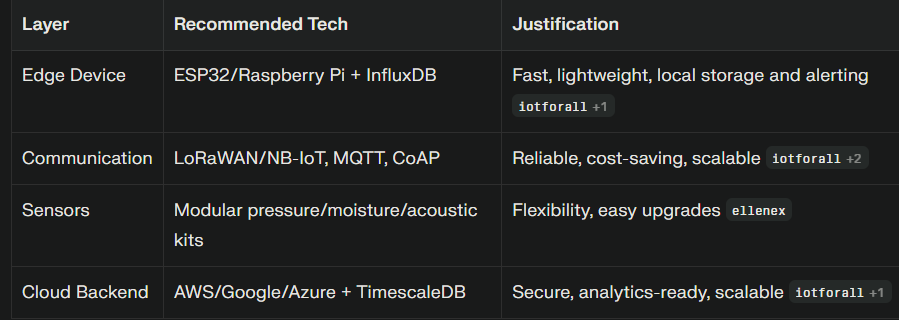 Layer Recommended Tech Justification
Edge Device ESP32/Raspberry Pi + InfluxDB Fast, lightweight, local storage and alerting
iotforall +1
Communication LoRaWAN/NB-IoT, MQTT, CoAP Reliable, cost-saving, scalable iotforall +2
Sensors Modular pressure/moisture/acoustic Flexibility, easy upgrades ellenex
kits
Cloud Backend AWS/Google/Azure + TimescaleDB Secure, analytics-ready, scalable iotforall +1